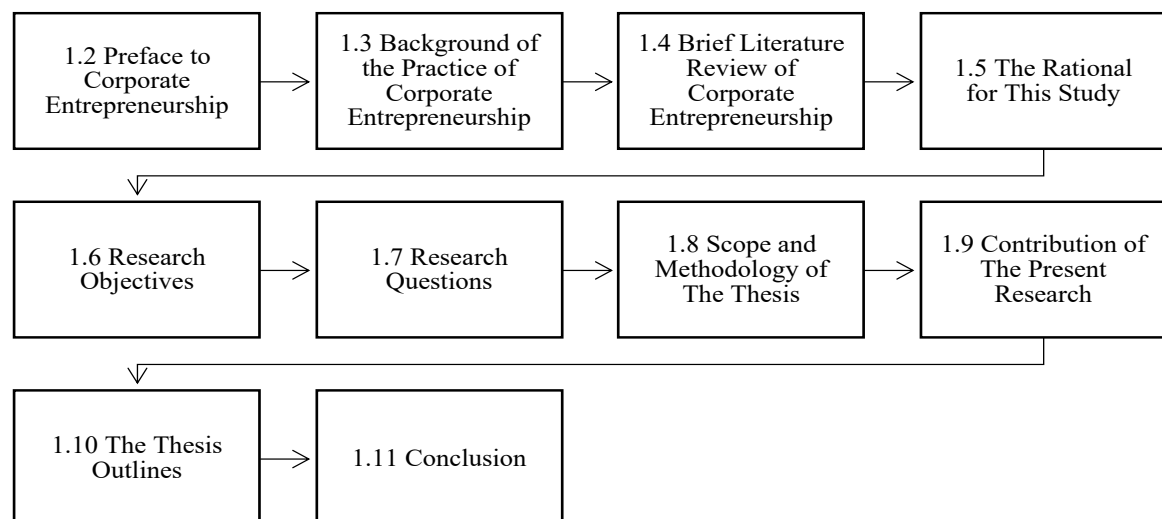 1.2 Preface to
Corporate
Entrepreneurship
1.3 Background of
the Practice of
Corporate
Entrepreneurship
1.4 Brief Literature
Review of
Corporate
Entrepreneurship
1.5 The Rational
for This Study
1.6 Research
Objectives
1.7 Research
Questions
1.8 Scope and
Methodology of
The Thesis
1.9 Contribution of
The Present
Research
1.10 The Thesis
Outlines
1.11 Conclusion